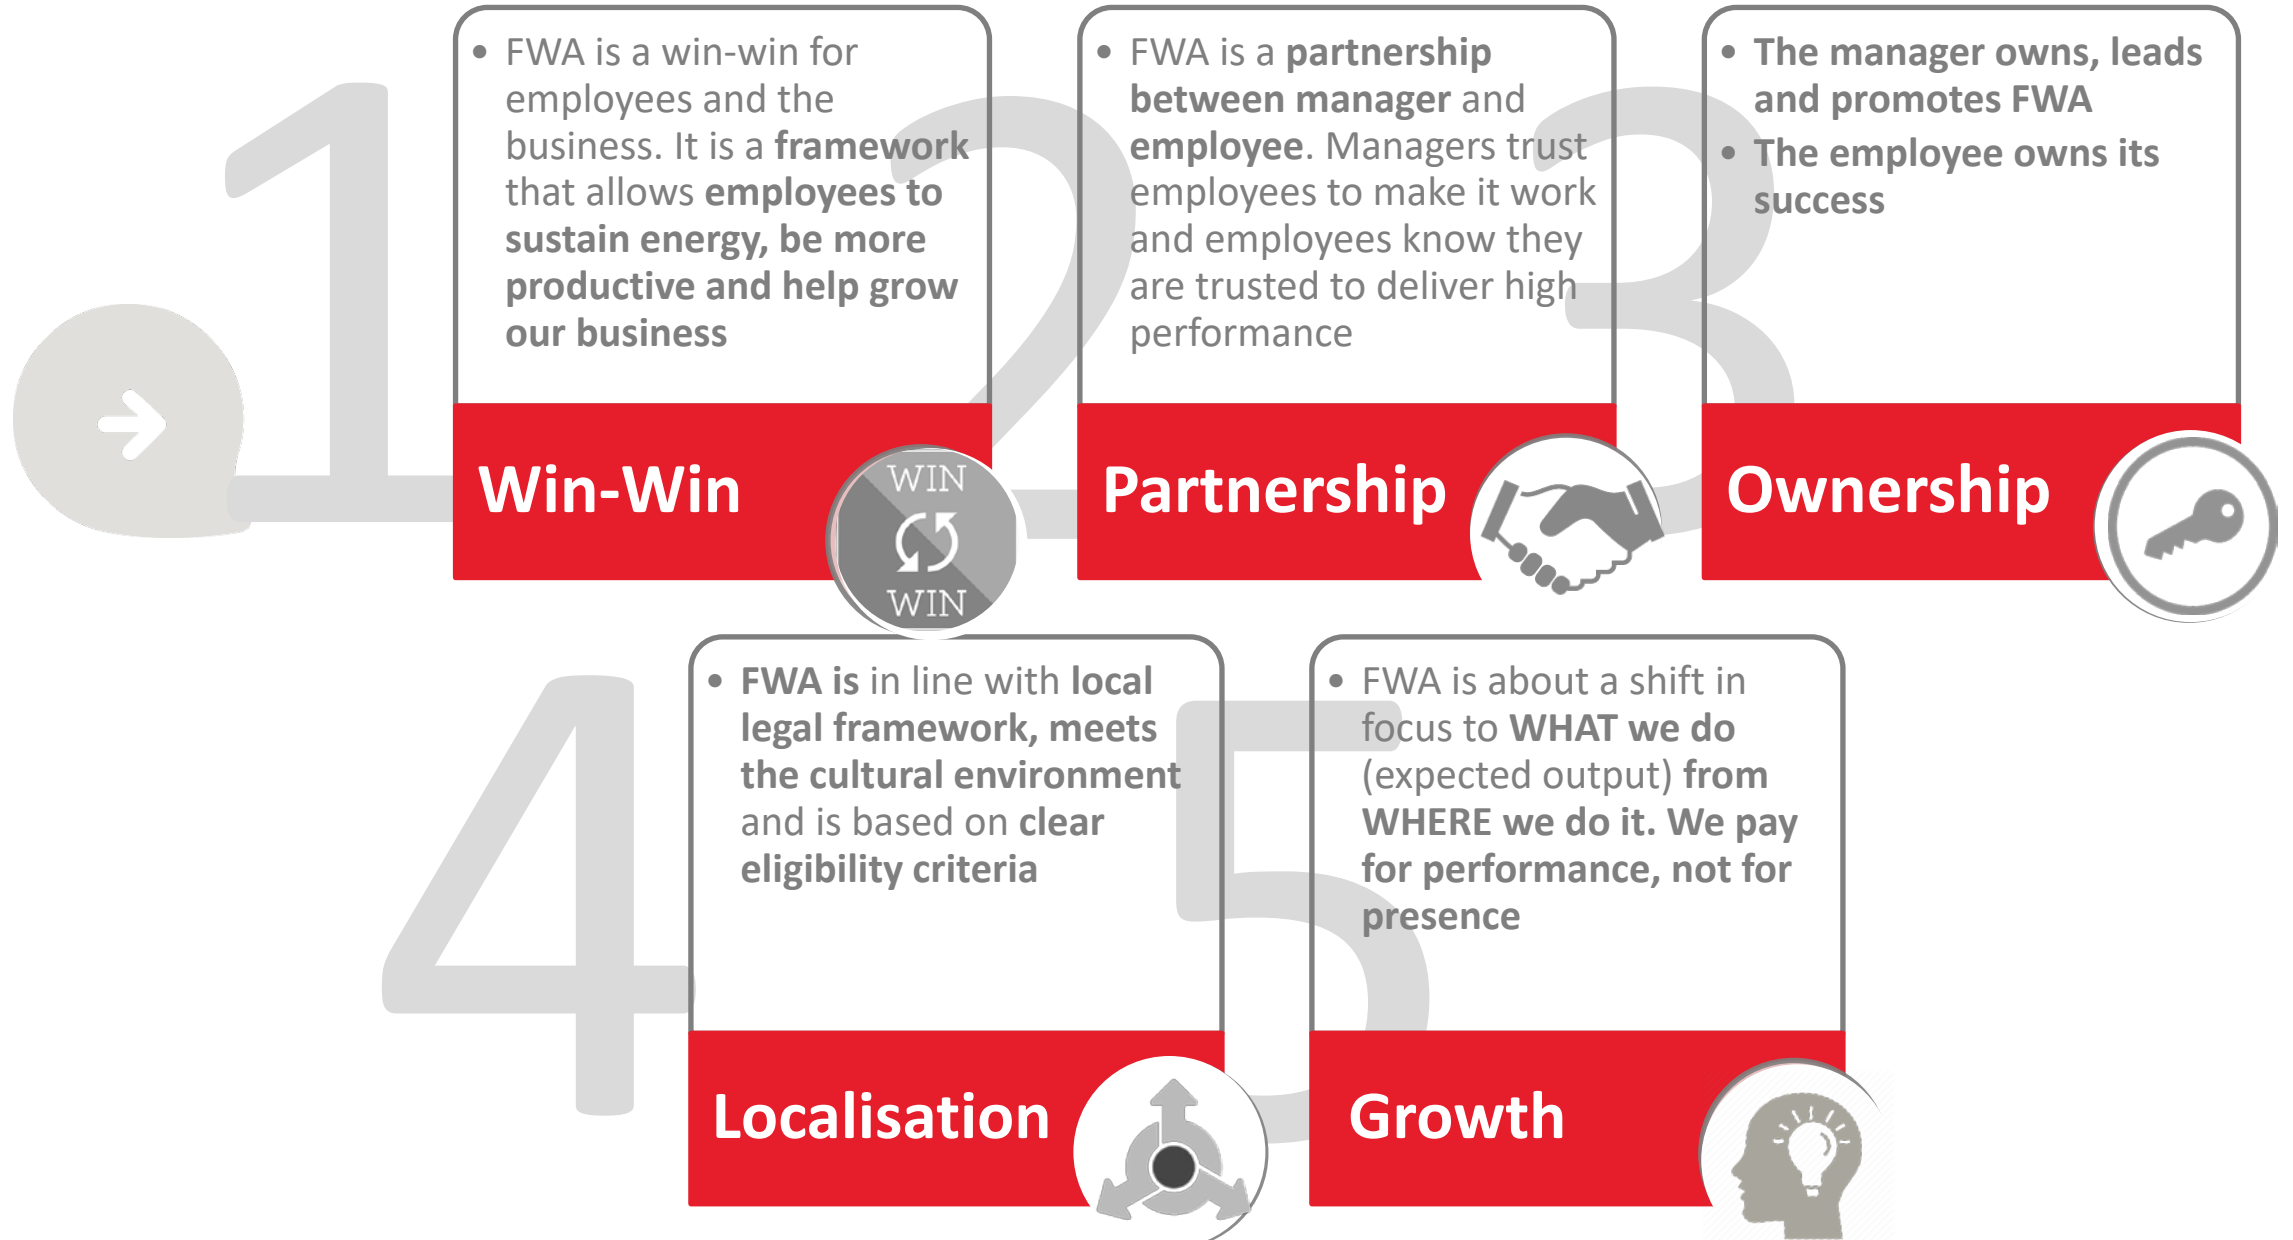 1
• FWA is a win-win for
employees and the
business. It is a framework
that allows employees to
sustain energy, be more
productive and help grow
our business
Win-Win
WIN
WIN
2
• FWA is a partnership
between manager and
employee. Managers trust
employees to make it work
and employees know they
are trusted to deliver high
performance
Partnership
3
• The manager owns, leads
and promotes FWA
• The employee owns its
success
Ownership
4
• FWA is in line with local
legal framework, meets
the cultural environment
and is based on clear
eligibility criteria
Localisation
5
• FWA is about a shift in
focus to WHAT we do
(expected output) from
WHERE we do it. We pay
for performance, not for
presence
Growth